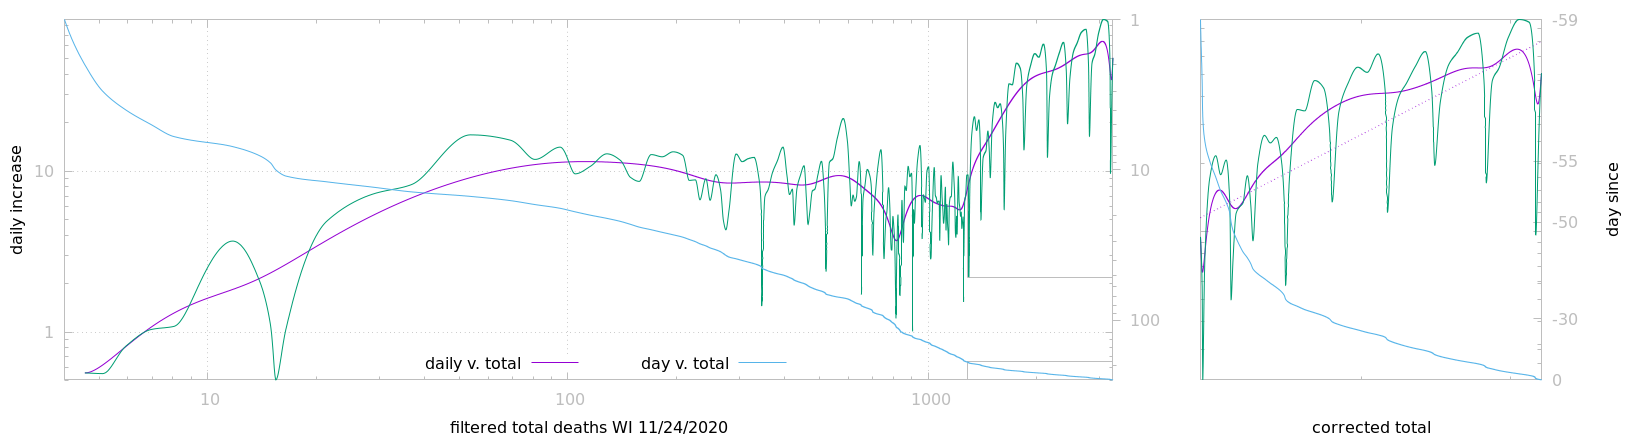 daily increase
10
1
daily v. total
day v. total
10
100
1000
filtered total deaths WI 11/24/2020
1
10
100
corrected total
-59
-55
-50
-30
0
day since